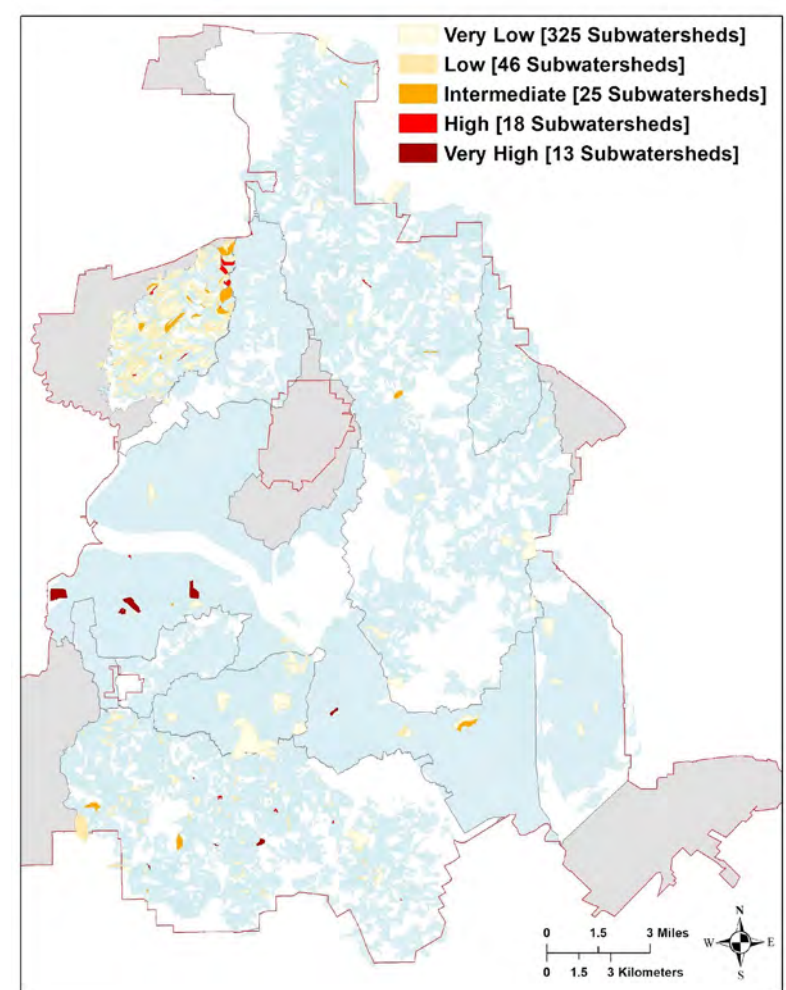 Very Low [325 Subwatersheds]
Low [46 Subwatersheds]
Intermediate [25 Subwatersheds]
High [18 Subwatersheds]
Very High [13 Subwatersheds]
0 1.5 3 Miles
0 1.5 3 Kilometers
N
W E
S